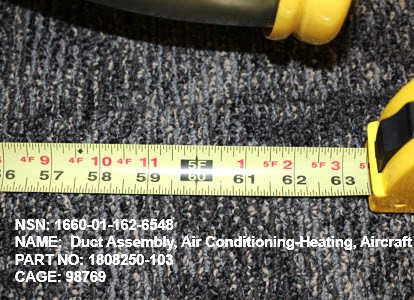 4F 9 4F 10 4F 11 5F 1 5F 2 5F 3
6 57 58 59 60 61 62 63
NSN: 1660-01-162-6548
NAME: Duct Assembly, Air Conditioning-Heating, Aircraft
PART NO: 1808250-103
CAGE: 98769